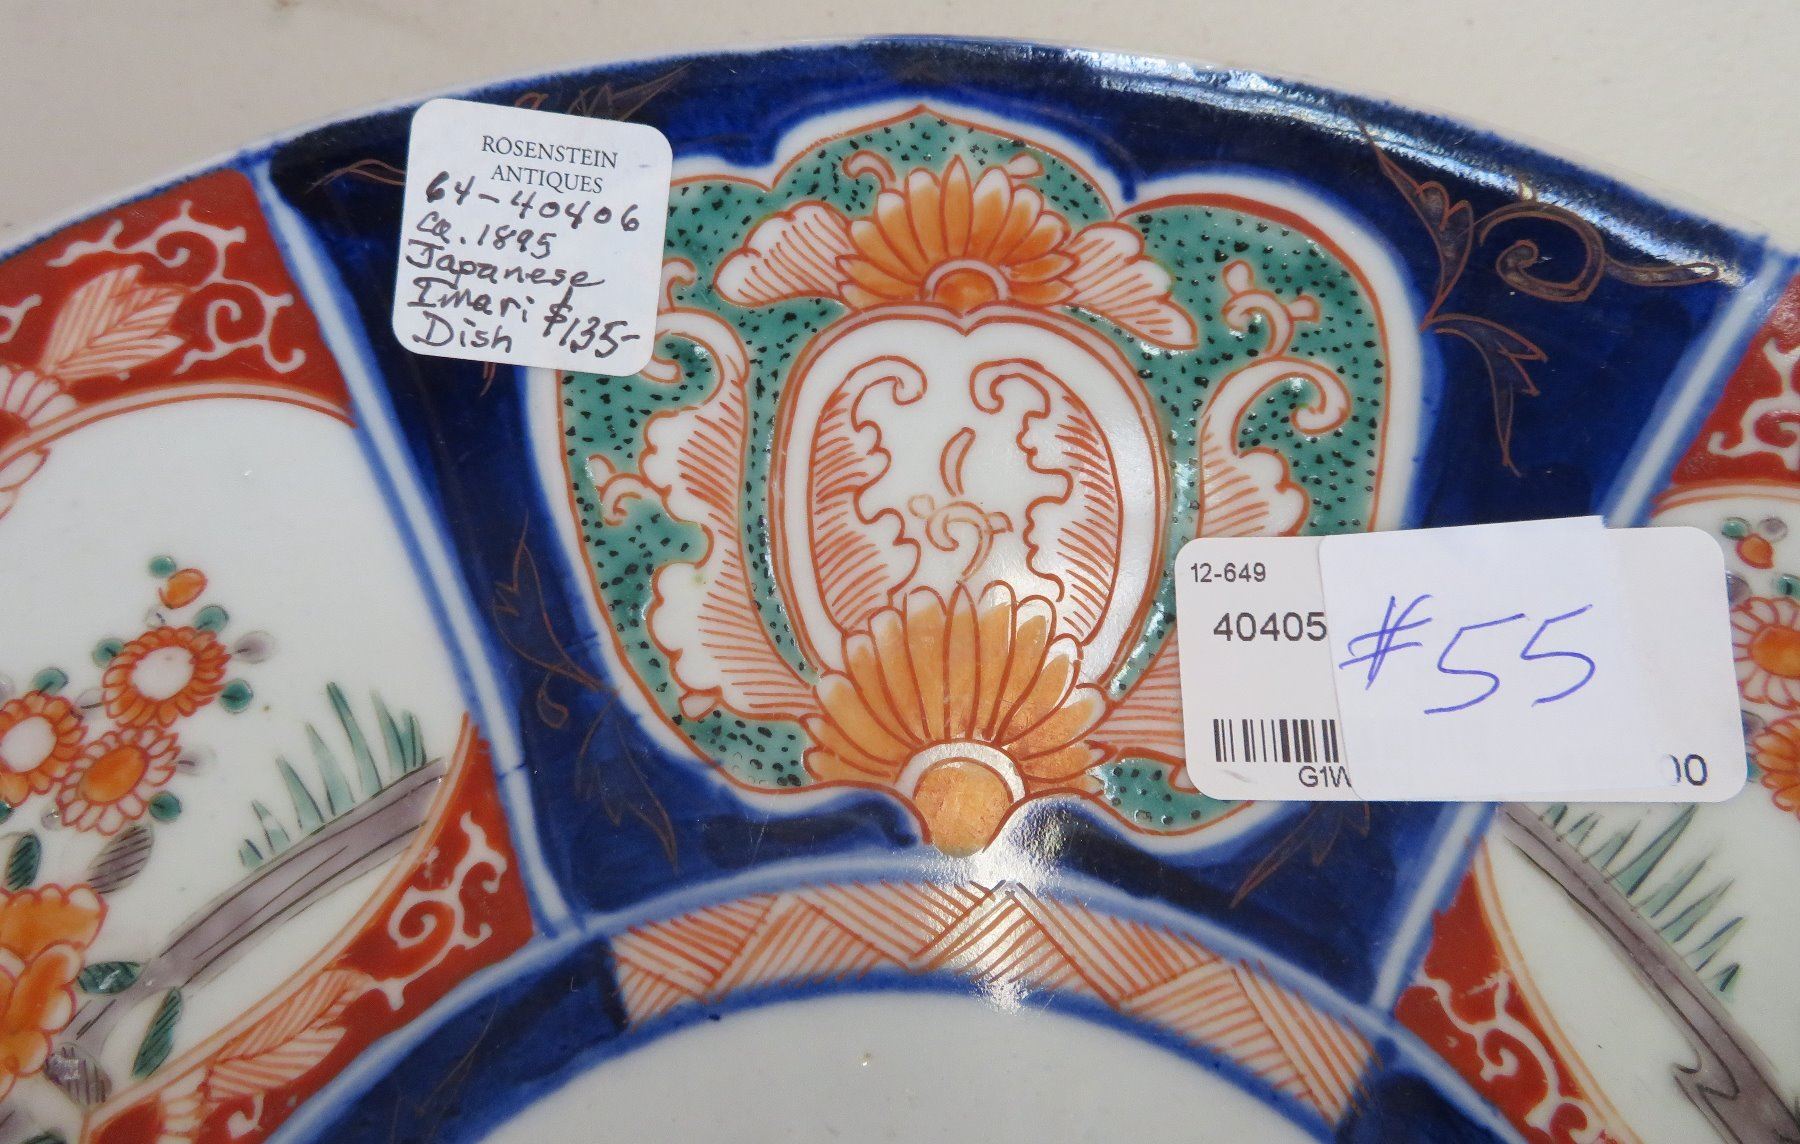 ROSENSTEIN
ANTIQUES
64-40406
Ca. 1895
Japanese
Imari $135-
Dish
12-649
40405
#55
G1W
00